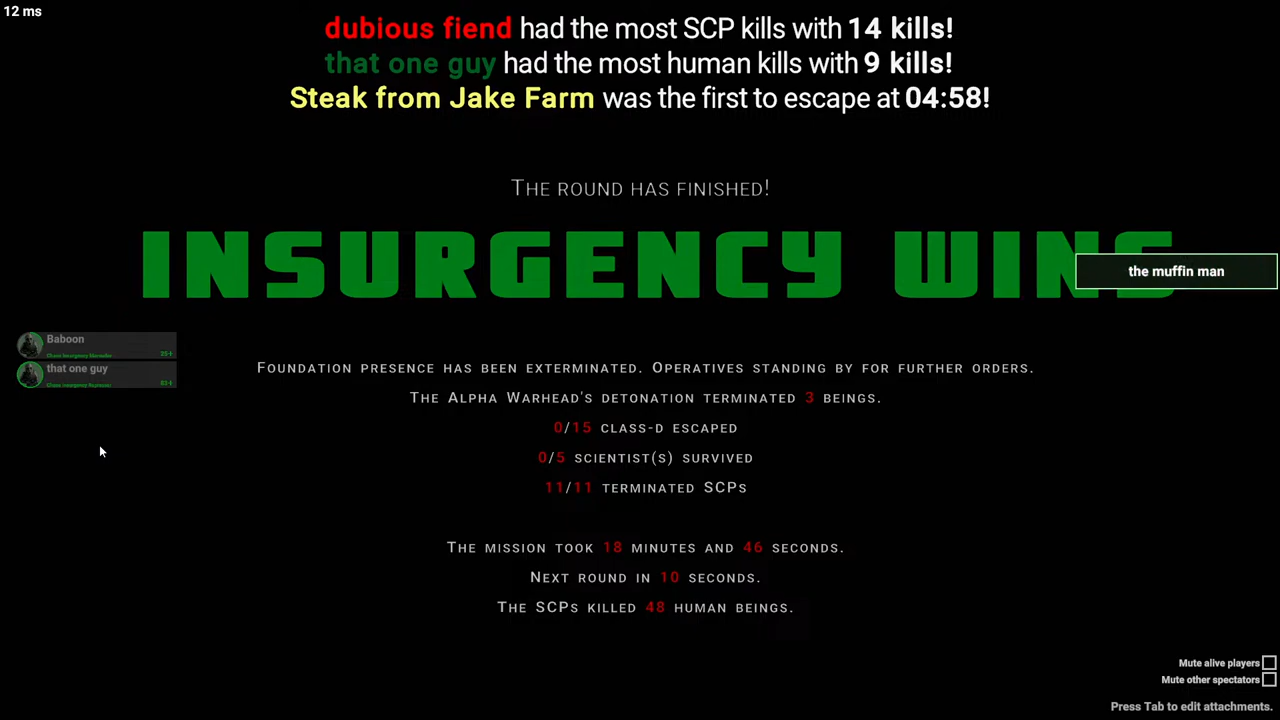 12 ms
dubious fiend had the most SCP kills with 14 kills!
that one guy had the most human kills with 9 kills!
Steak from Jake Farm was the first to escape at 04:58!
THE ROUND HAS FINISHED!
INSURGENCY WINS
the muffin man
Baboon
that one guy
FOUNDATION PRESENCE HAS BEEN EXTERMINATED. OPERATIVES STANDING BY FOR FURTHER ORDERS.
THE ALPHA WARHEAD'S DETONATION TERMINATED 3 BEINGS.
0/15 CLASS-D ESCAPED
0/5 SCIENTIST(S) SURVIVED
11/11 TERMINATED SCPS
THE MISSION TOOK 18 MINUTES AND 46 SECONDS.
NEXT ROUND IN 10 SECONDS.
THE SCPS KILLED 48 HUMAN BEINGS.
Mute alive players
Mute other spectators
Press Tab to edit attachments.